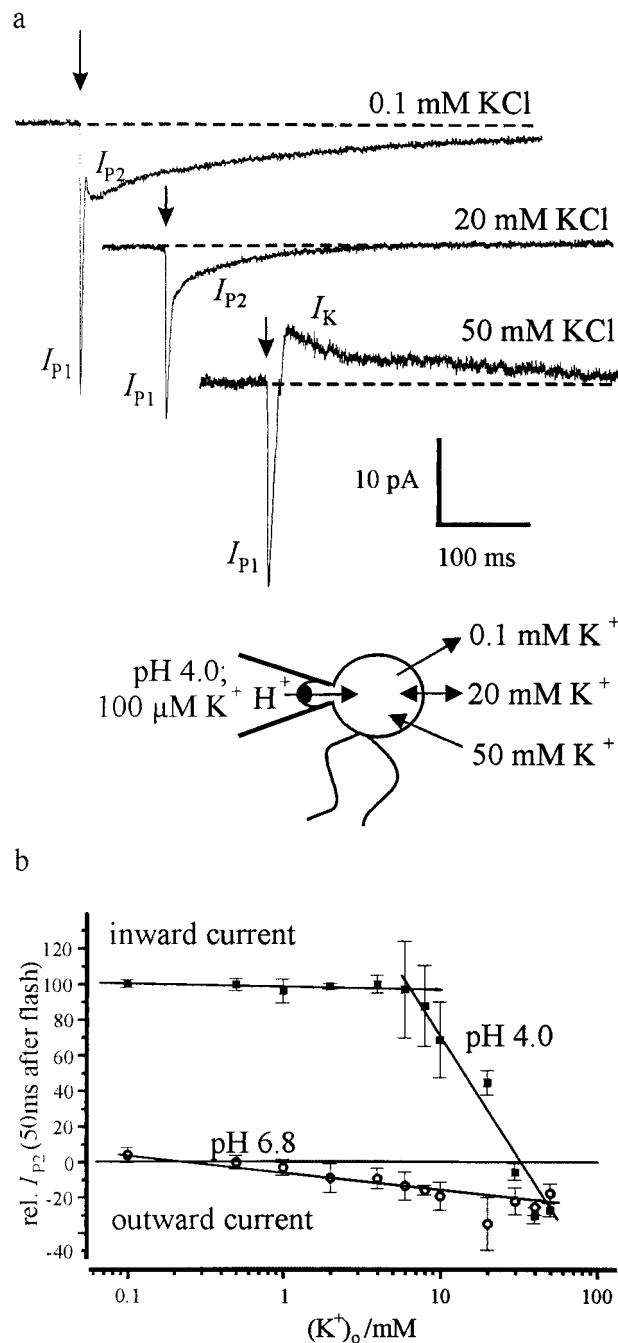 a
0.1 mM KCl
I_P2
20 mM KCl
I_P2
I_K
50 mM KCl
I_P1
I_P1
10 pA
100 ms
I_P1
pH 4.0;
100 µM K⁺
H⁺
0.1 mM K⁺
20 mM K⁺
50 mM K⁺
b
inward current
120
100
80
60
40
20
0
-20
-40
pH 4.0
pH 6.8
outward current
rel. I_P2 (50ms after flash)
0.1
1
10
100
(K⁺)ₒ /mM